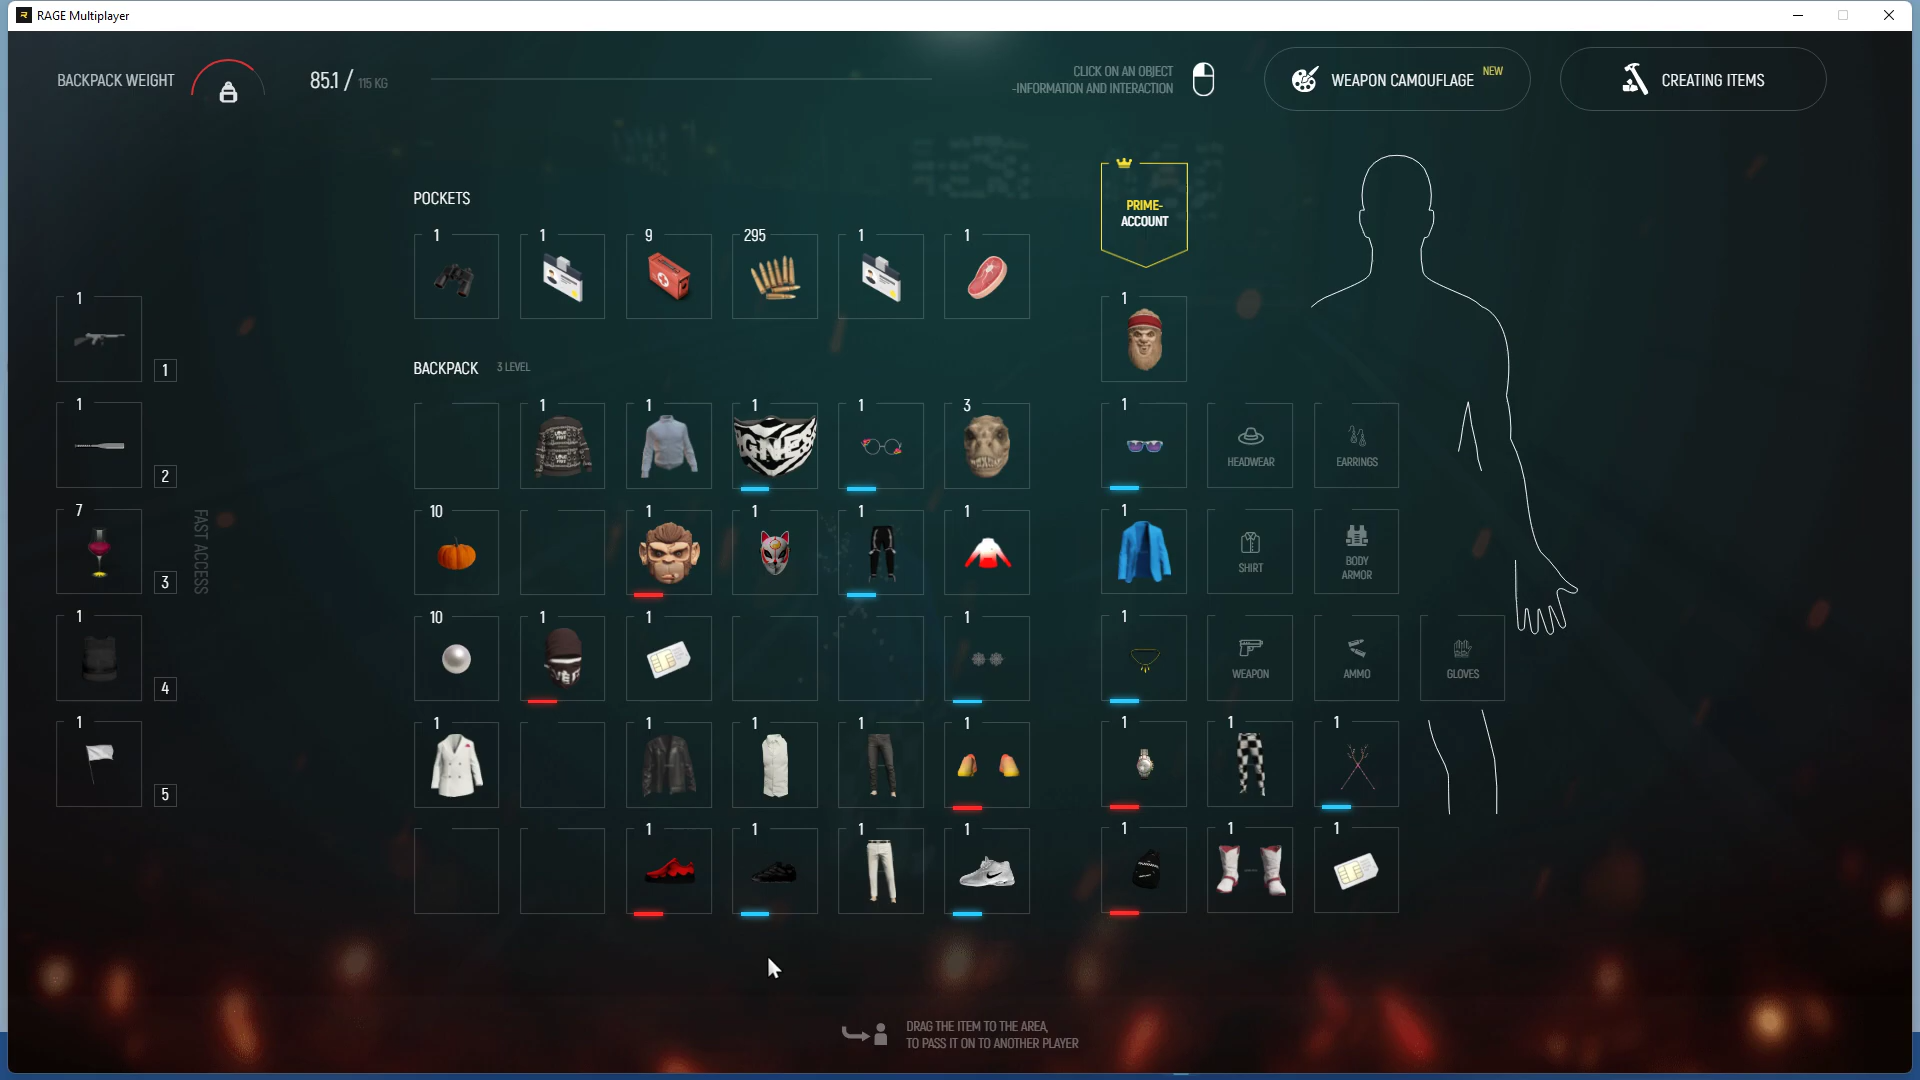 RAGE Multiplayer
BACKPACK WEIGHT
85.1 / 115 KG
CLICK ON AN OBJECT
-INFORMATION AND INTERACTION
WEAPON CAMOUFLAGE NEW
CREATING ITEMS
POCKETS
1 1 9 295 1 1
PRIME-
ACCOUNT
1
1
1
BACKPACK 3 LEVEL
1 1 1 1 3
1 HEADWEAR EARRINGS
1
2
10 1 1 1 1
1 SHIRT BODY
ARMOR
7
3
FAST ACCESS
10 1 1 1
1 WEAPON AMMO GLOVES
1
4
1 1 1 1 1
1 1 1
1
5
1 1 1 1
1 1 1
DRAG THE ITEM TO THE AREA,
TO PASS IT ON TO ANOTHER PLAYER